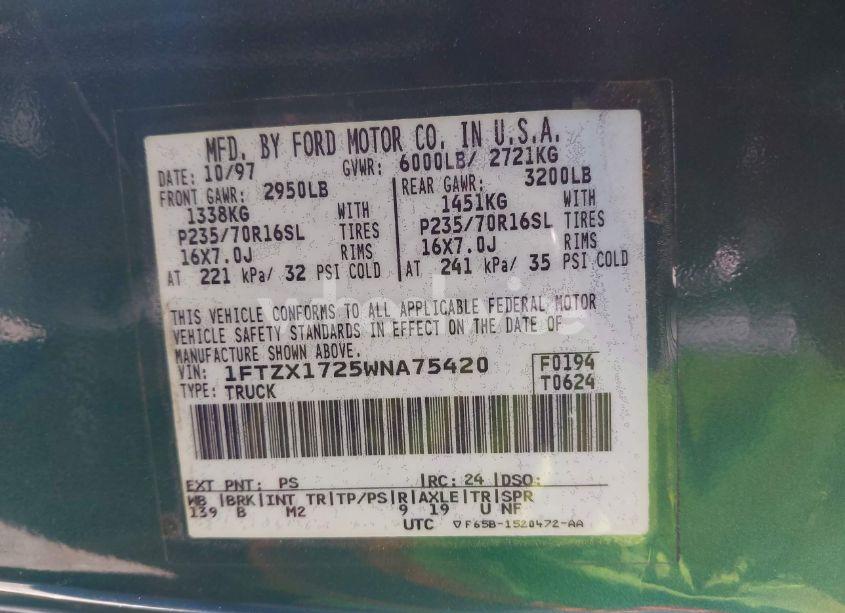 MFD. BY FORD MOTOR CO. IN U.S.A.
DATE: 10/97 GVWR: 6000LB/ 2721KG
FRONT GAWR: 2950LB REAR GAWR: 3200LB
1338KG WITH 1451KG WITH
P235/70R16SL TIRES P235/70R16SL TIRES
16X7.0J RIMS 16X7.0J RIMS
AT 221 kPa/ 32 PSI COLD AT 241 kPa/ 35 PSI COLD
THIS VEHICLE CONFORMS TO ALL APPLICABLE FEDERAL MOTOR
VEHICLE SAFETY STANDARDS IN EFFECT ON THE DATE OF
MANUFACTURE SHOWN ABOVE.
VIN: 1FTZX1725WNA75420 F0194
TYPE: TRUCK T0624
EXT PNT: PS RC: 24 DSO:
WB BRK INT TR TP/PS R AXLE TR SPR
139 B M2 9 19 U NF
UTC F65B-1520472-AA